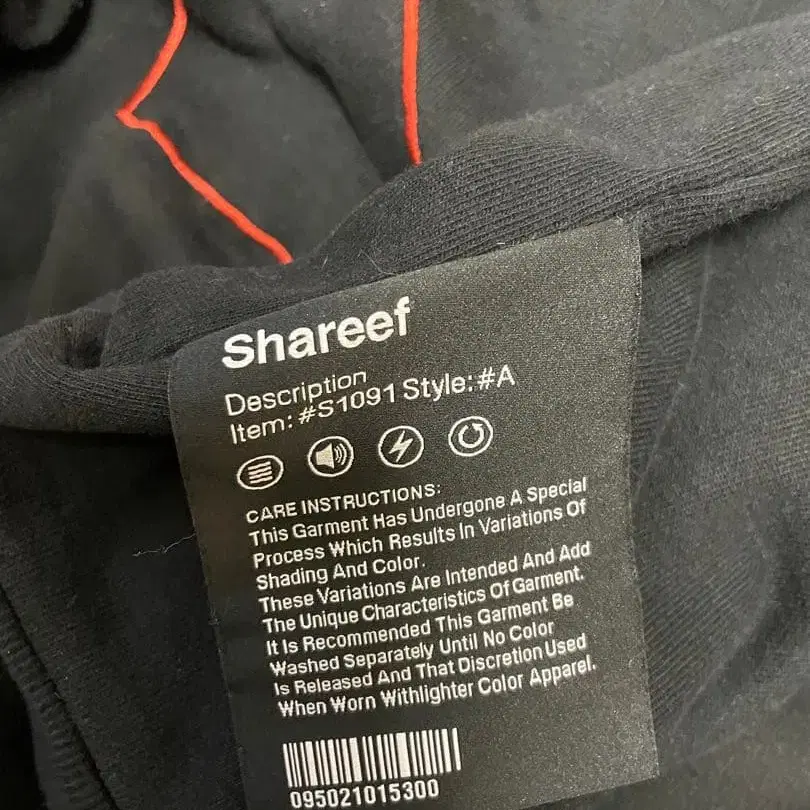 Shareef
Description
Item: #S1091 Style:#A
CARE INSTRUCTIONS:
This Garment Has Undergone A Special
Process Which Results In Variations Of
Shading And Color.
These Variations Are Intended And Add
The Unique Characteristics Of Garment.
It Is Recommended This Garment Be
Washed Separately Until No Color
Is Released And That Discretion Used
When Worn Withlighter Color Apparel.
095021015300